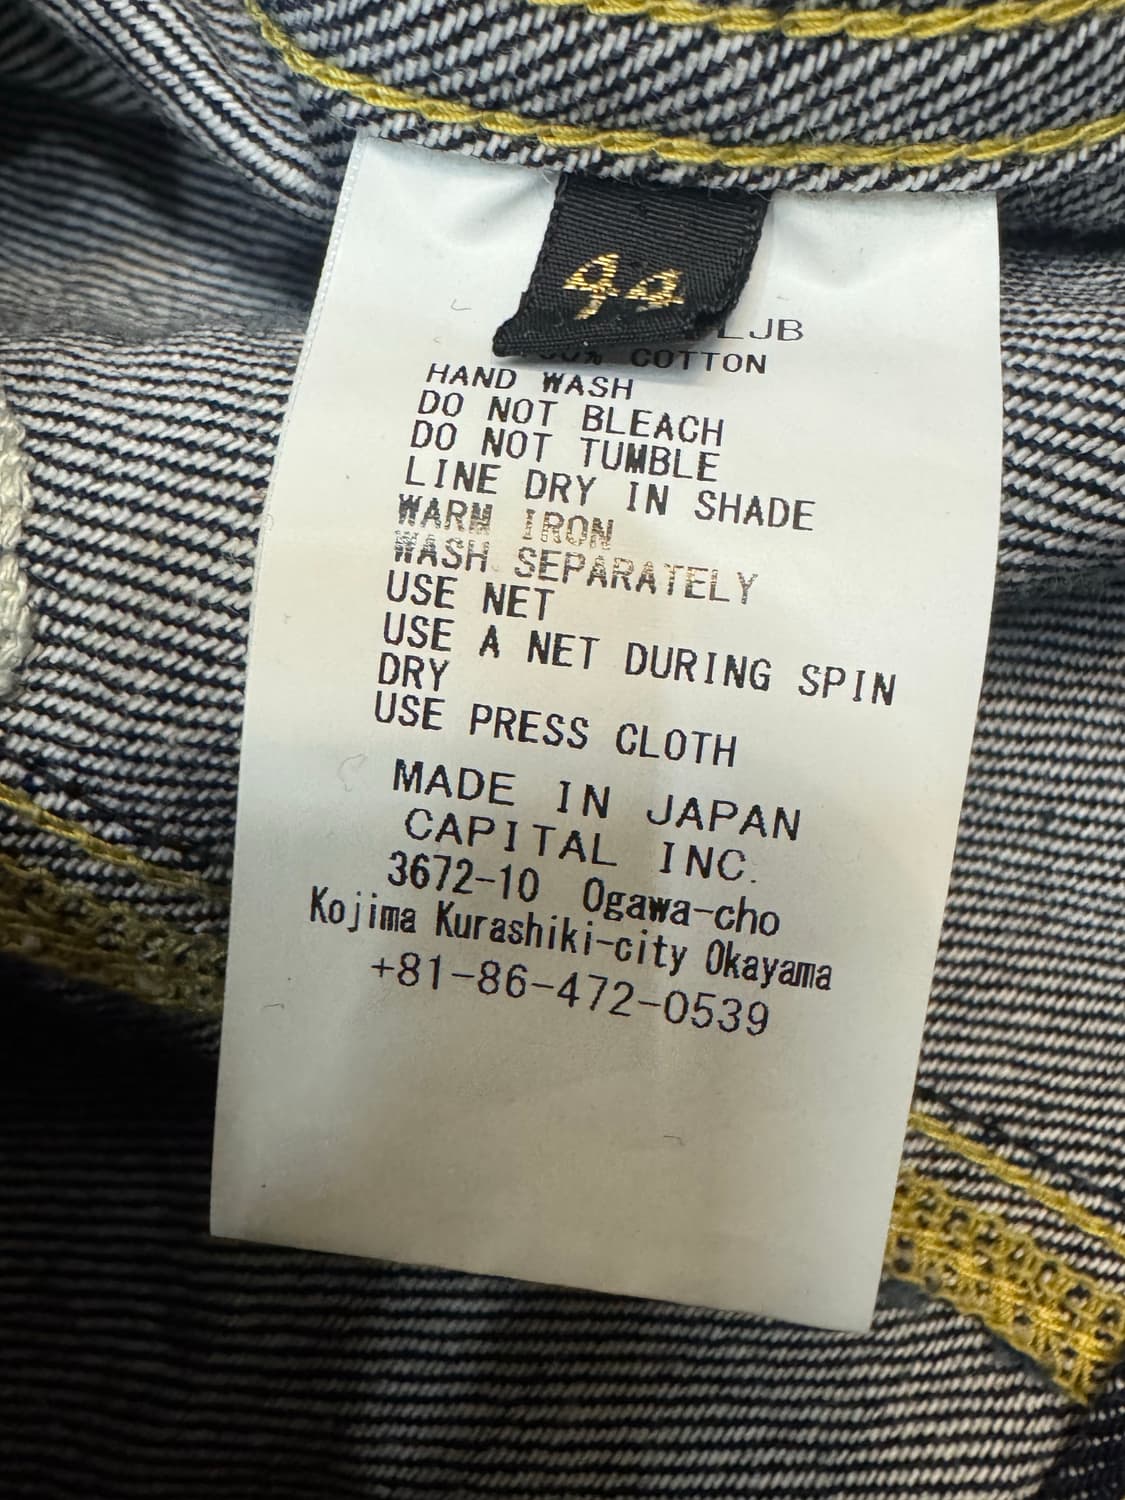 44
LJB
COTTON
HAND WASH
DO NOT BLEACH
DO NOT TUMBLE
LINE DRY IN SHADE
WARM IRON
WASH SEPARATELY
USE NET
USE A NET DURING SPIN
DRY
USE PRESS CLOTH
MADE IN JAPAN
CAPITAL INC.
3672-10 Ogawa-cho
Kojima Kurashiki-city Okayama
+81-86-472-0539